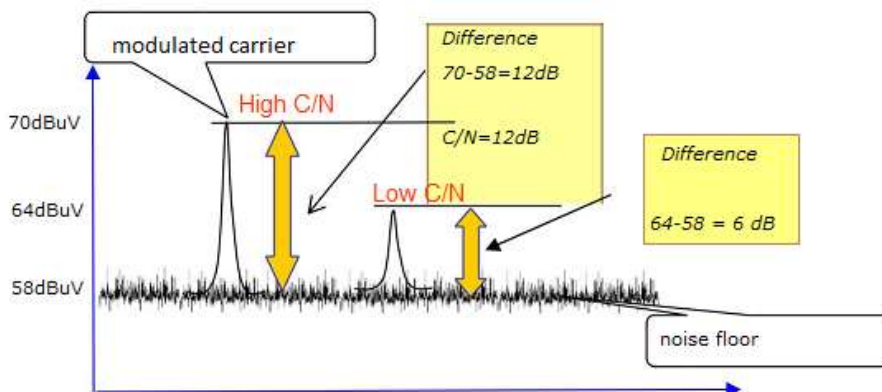 modulated carrier
Difference
70-58=12dB
High C/N
70dBuV
C/N=12dB
Difference
Low C/N
64dBuV
64-58 = 6 dB
58dBuV
noise floor